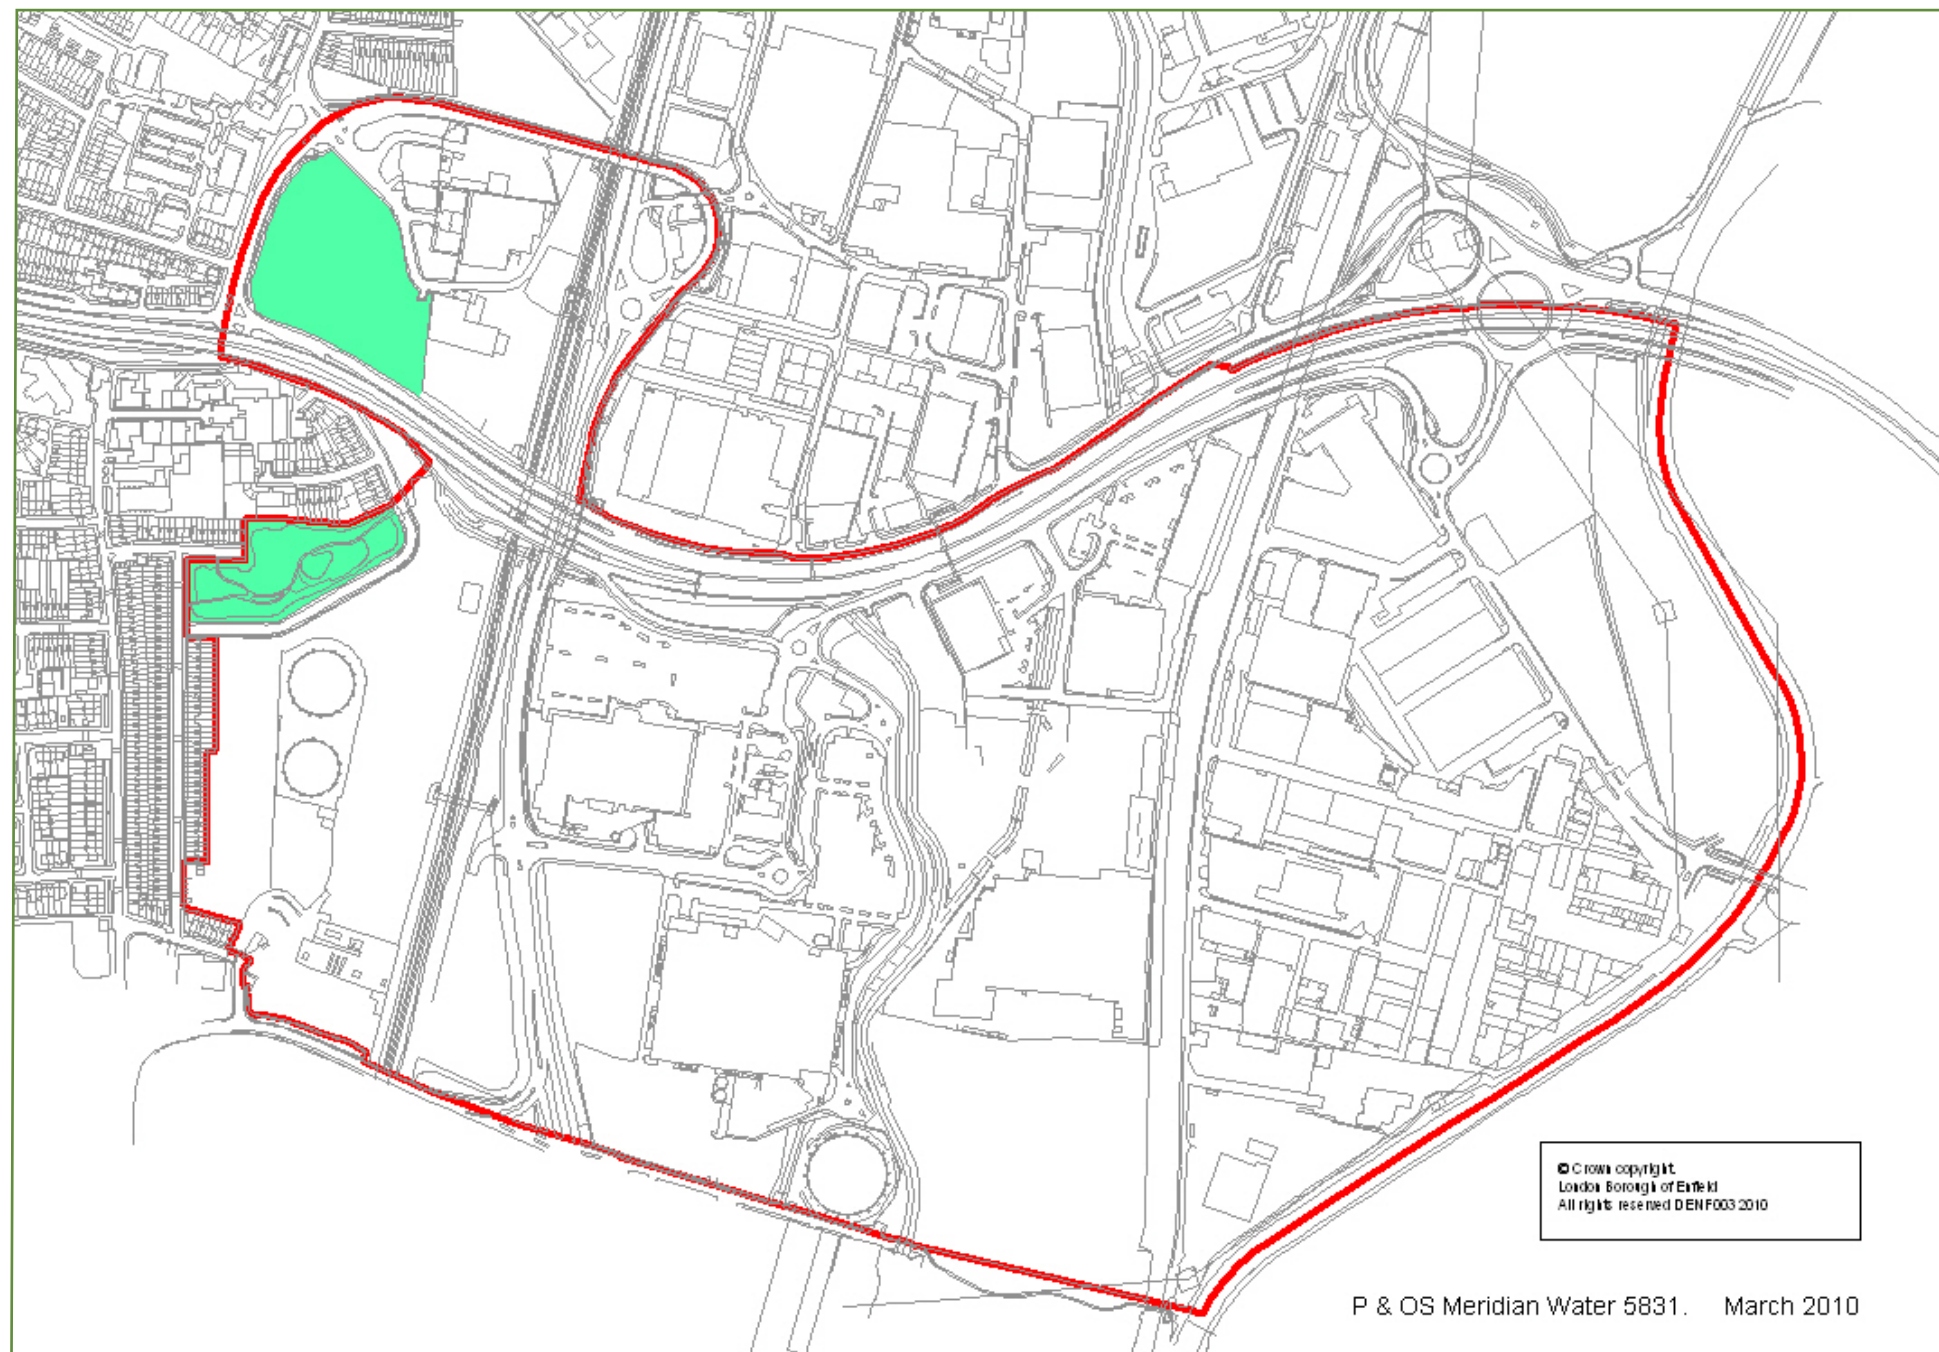 © Crown copyright.
London Borough of Enfield
All rights reserved DENF003 2010
P & OS Meridian Water 5831. March 2010